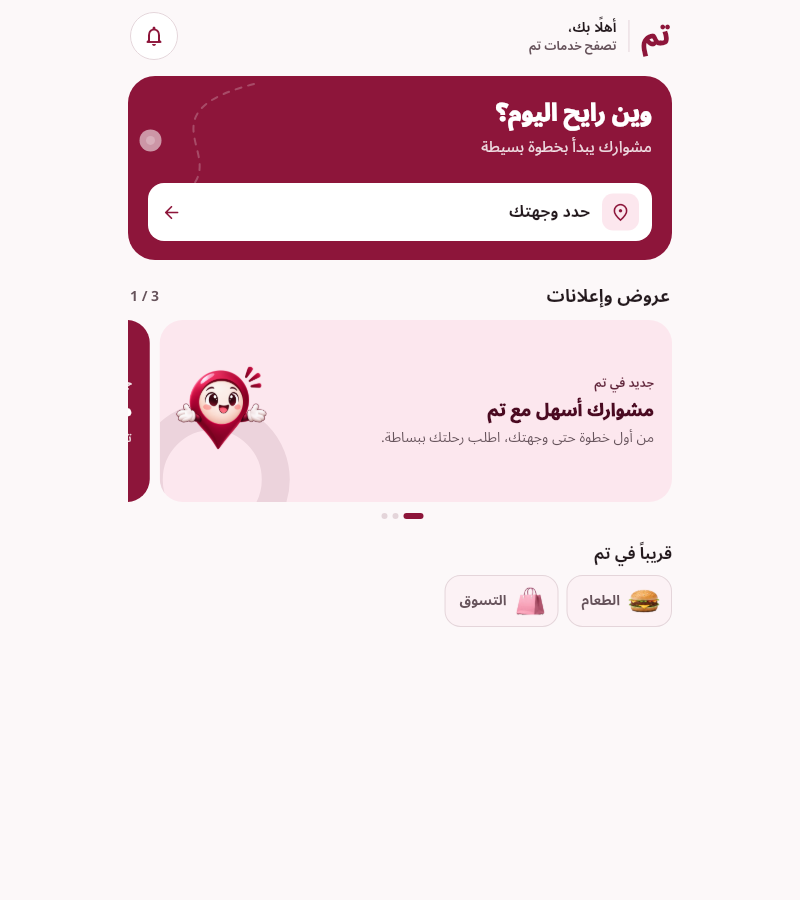 تم
أهلًا بك،
تصفح خدمات تم
وين رايح اليوم؟
مشوارك يبدأ بخطوة بسيطة
حدد وجهتك
عروض وإعلانات
1 / 3
جديد في تم
مشوارك أسهل مع تم
من أول خطوة حتى وجهتك، اطلب رحلتك ببساطة.
قريباً في تم
الطعام
التسوق